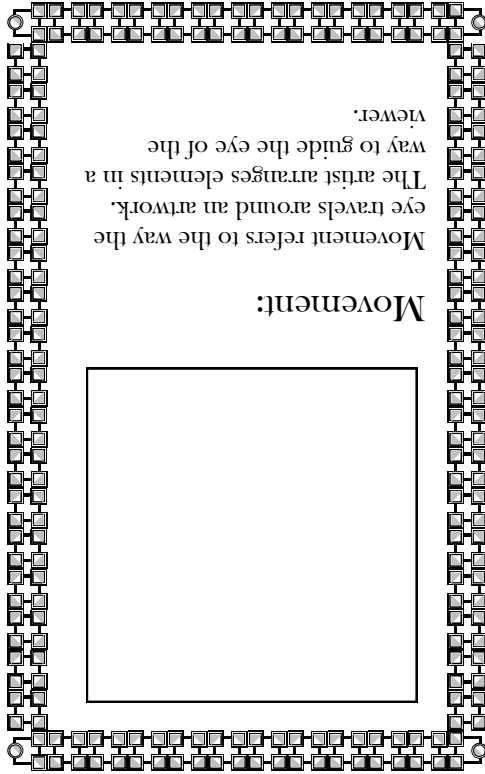 Movement:
Movement refers to the way the
eye travels around an artwork.
The artist arranges elements in a
way to guide the eye of the
viewer.